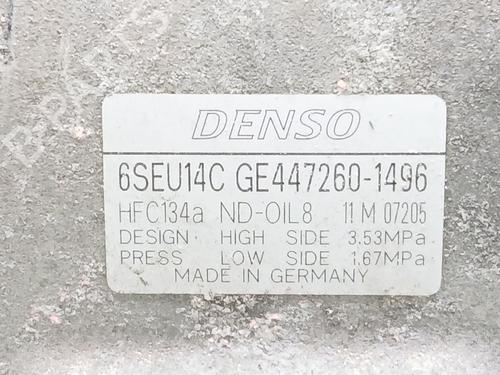 DENSO
6SEU14C GE447260-1496
HFC134a ND-OIL8 11 M 07205
DESIGN HIGH SIDE 3.53MPa
PRESS LOW SIDE 1.67MPa
MADE IN GERMANY
B-PARTS